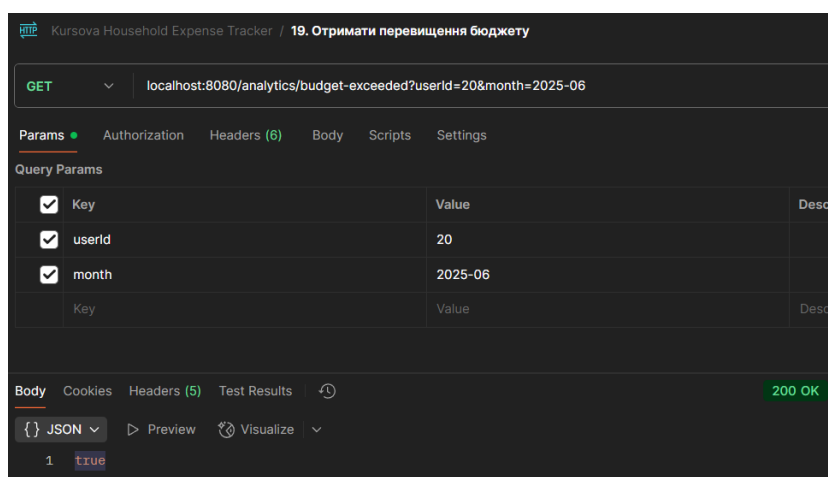 HTTP Kursova Household Expense Tracker / 19. Отримати перевищення бюджету
GET localhost:8080/analytics/budget-exceeded?userId=20&month=2025-06
Params Authorization Headers (6) Body Scripts Settings
Query Params
Key Value Desc
userId 20
month 2025-06
Key Value Desc
Body Cookies Headers (5) Test Results 200 OK
{} JSON Preview Visualize
1 true